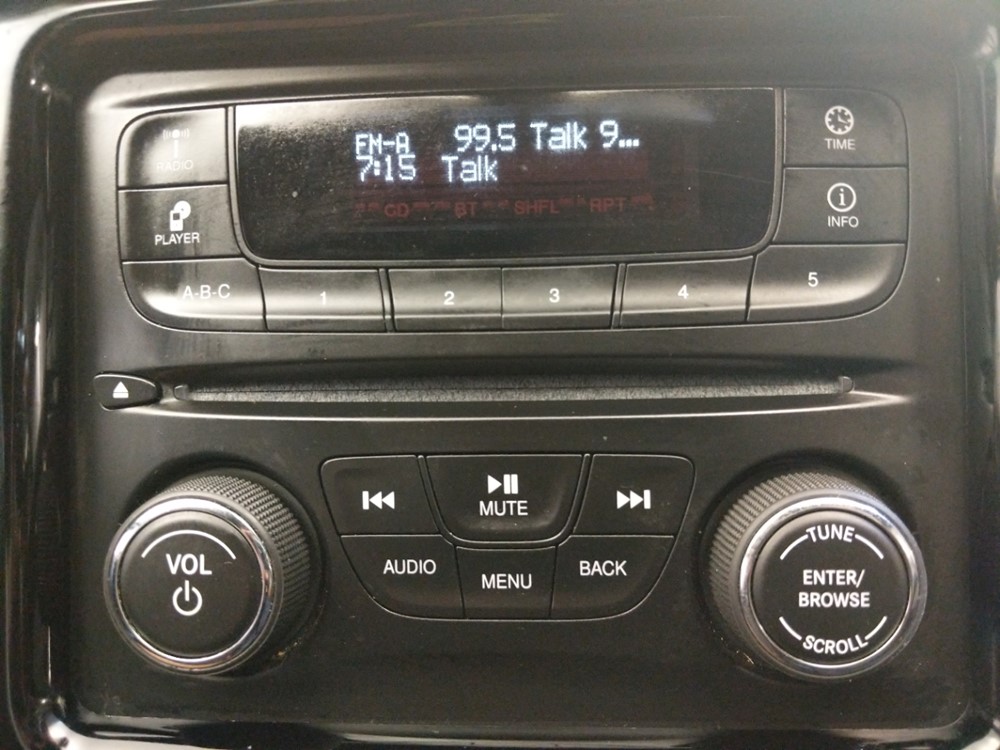 RADIO
FM-A 99.5 Talk 9...
7:15 Talk
CD BT SHFL RPT
TIME
PLAYER
INFO
A-B-C 1 2 3 4 5
MUTE
VOL
AUDIO MENU BACK
TUNE
ENTER/
BROWSE
SCROLL